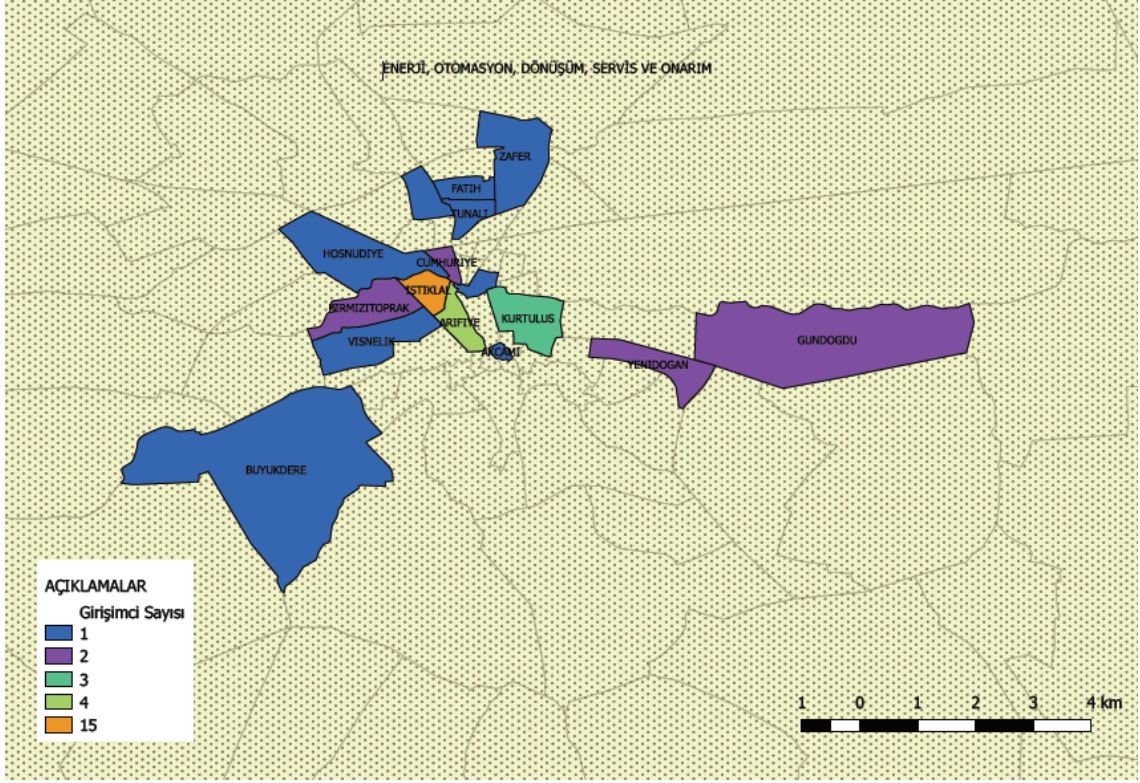 ENERJİ, OTOMASYON, DÖNÜŞÜM, SERVİS VE ONARIM
ZAFER
FATIH
TUNALI
HOSNUDIYE
CUMHURIYE
ISTIKLAL
KIRMIZITOPRAK
ARIFIYE
KURTULUS
VISNELIK
AKCAMI
GUNDOGDU
YENIDOGAN
BUYUKDERE
AÇIKLAMALAR
Girişimci Sayısı
1
2
3
4
15
1 0 1 2 3 4 km